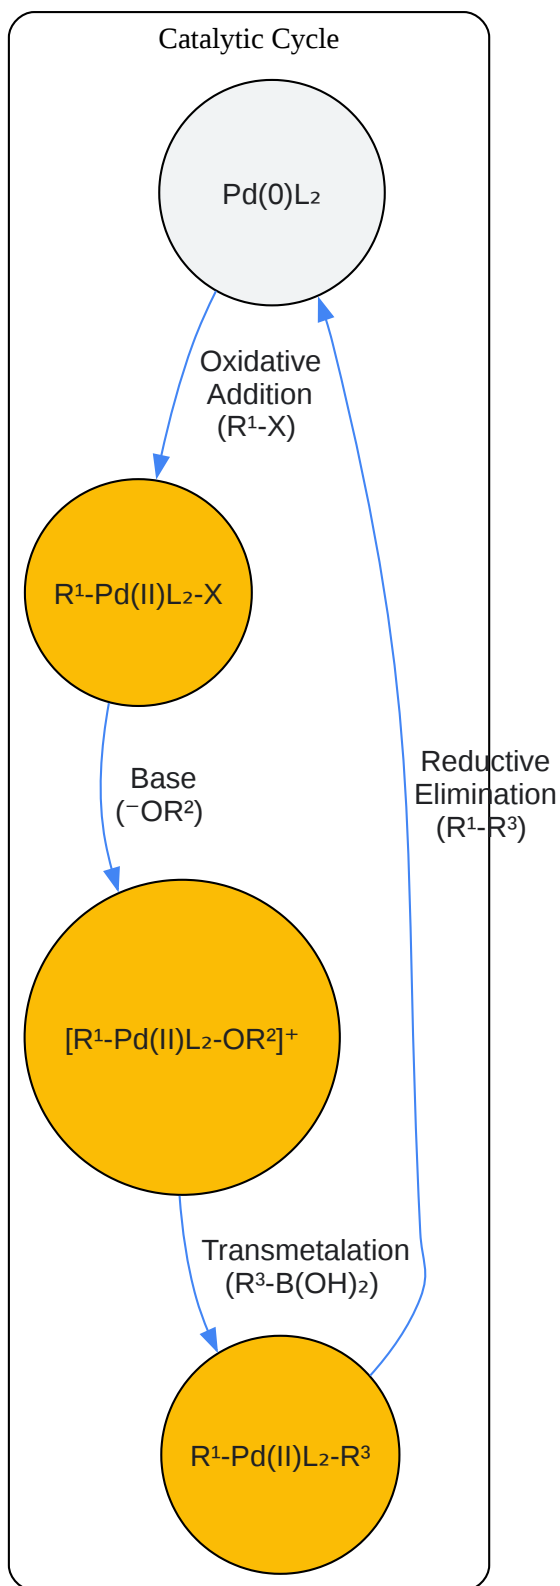 Catalytic Cycle
Pd(0)L₂
Oxidative
Addition
(R¹-X)
R¹-Pd(II)L₂-X
Base
(⁻OR²)
Reductive
Elimination
(R¹-R³)
[R¹-Pd(II)L₂-OR²]⁺
Transmetalation
(R³-B(OH)₂)
R¹-Pd(II)L₂-R³